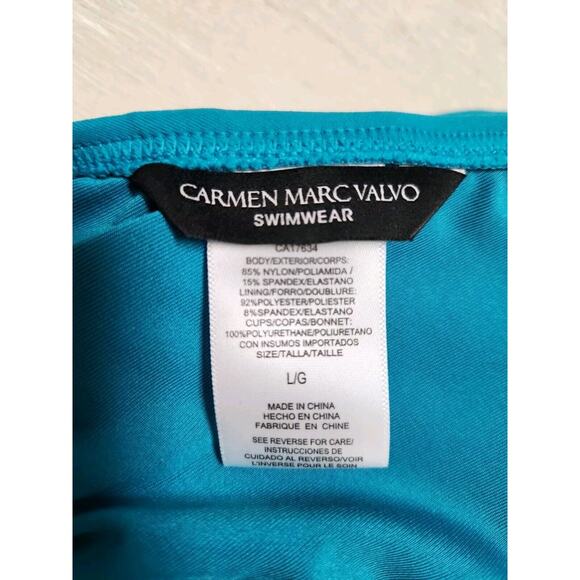 CARMEN MARC VALVO
SWIMWEAR
CA17634
BODY/EXTERIOR/CORPS:
85% NYLON/POLIAMIDA /
15% SPANDEX/ELASTANO
LINING/FORRO/DOUBLURE:
92%POLYESTER/POLIESTER
8%SPANDEX/ELASTANO
CUPS/COPAS/BONNET:
100%POLYURETHANE/POLIURETANO
CON INSUMOS IMPORTADOS
SIZE/TALLA/TAILLE
L/G
MADE IN CHINA
HECHO EN CHINA
FABRIQUE EN CHINE
SEE REVERSE FOR CARE/
INSTRUCCIONES DE
CUIDADO AL REVERSO/VOIR
L'INVERSE POUR LE SOIN